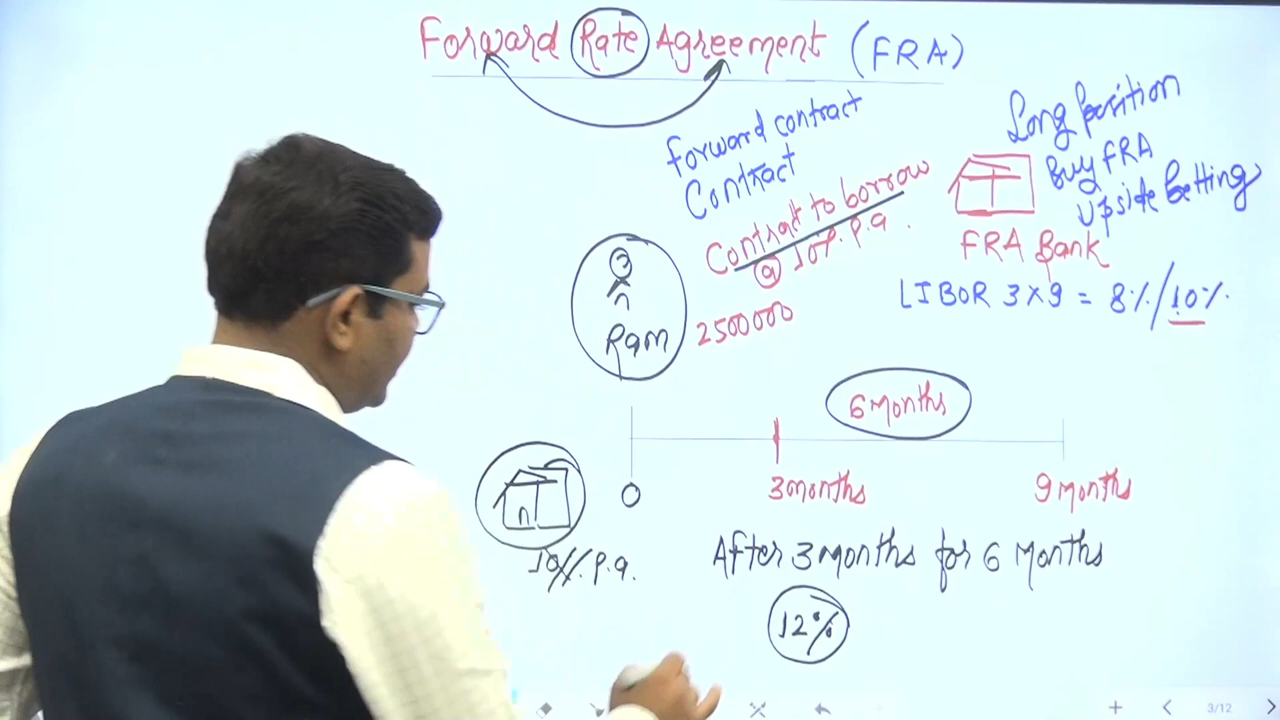 Forward Rate Agreement (FRA)
Forward contract
Contract
Contract to borrow
@ 10% P.a.
2500000
Ram
Long Position
Buy FRA
Upside Betting
FRA Bank
LIBOR 3×9 = 8%/10%.
6 Months
0
3 months
9 months
10% P.a.
After 3 months for 6 Months
12%
3/12